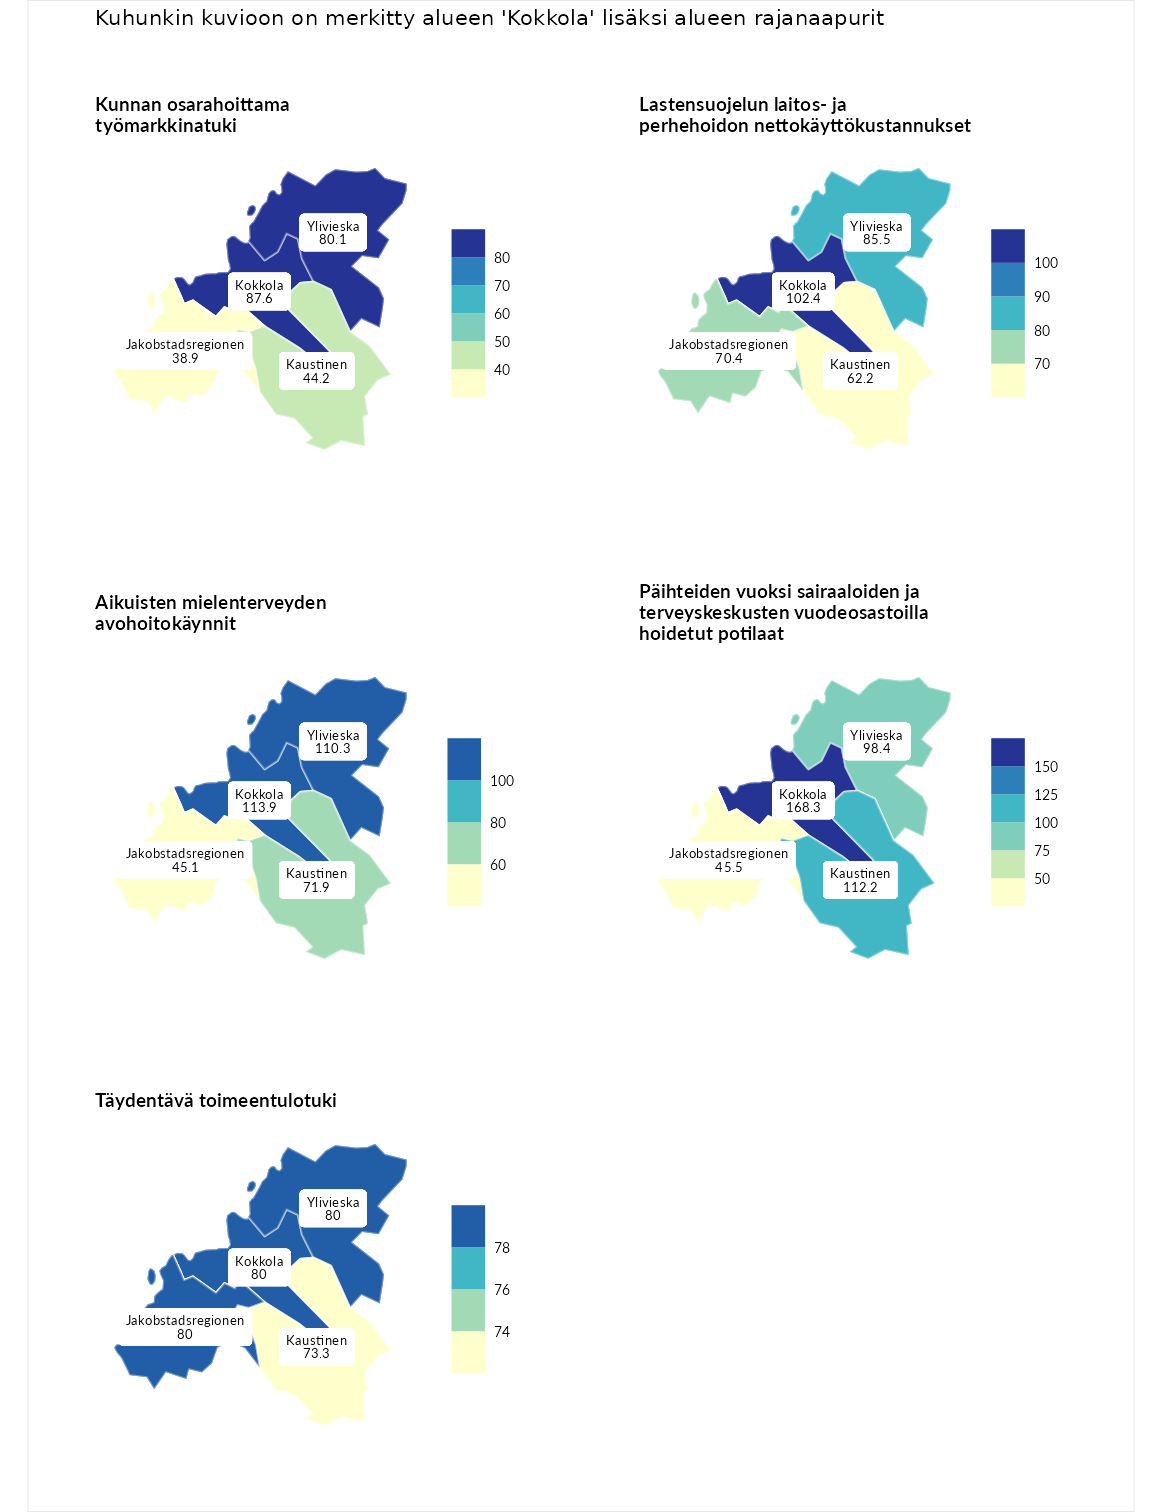 Kuhunkin kuvioon on merkitty alueen 'Kokkola' lisäksi alueen rajanaapurit
Kunnan osarahoittama
työmarkkinatuki
Ylivieska
80.1
Kokkola
87.6
Jakobstadsregionen
38.9
Kaustinen
44.2
80
70
60
50
40
Lastensuojelun laitos- ja
perhehoidon nettokäyttökustannukset
Ylivieska
85.5
Kokkola
102.4
Jakobstadsregionen
70.4
Kaustinen
62.2
100
90
80
70
Aikuisten mielenterveyden
avohoitokäynnit
Ylivieska
110.3
Kokkola
113.9
Jakobstadsregionen
45.1
Kaustinen
71.9
100
80
60
Päihteiden vuoksi sairaaloiden ja
terveyskeskusten vuodeosastoilla
hoidetut potilaat
Ylivieska
98.4
Kokkola
168.3
Jakobstadsregionen
45.5
Kaustinen
112.2
150
125
100
75
50
Täydentävä toimeentulotuki
Ylivieska
80
Kokkola
80
Jakobstadsregionen
80
Kaustinen
73.3
78
76
74